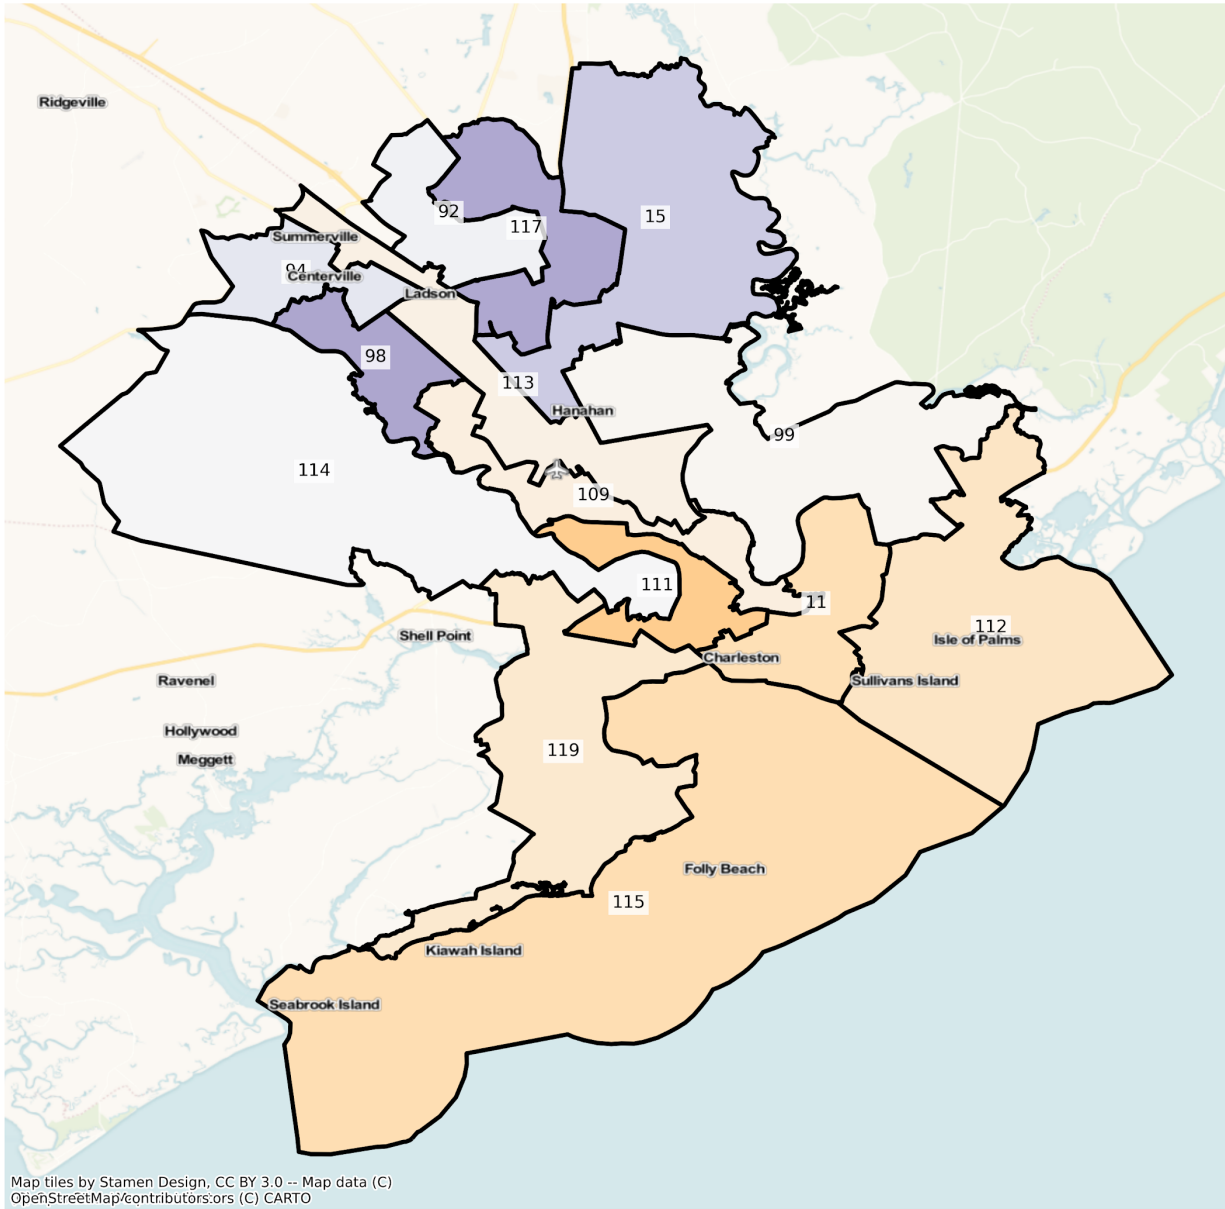 Ridgeville
15
92
117
Summerville
94
Centerville
Ladson
98
113
Hanahan
99
114
109
111
11
112
Shell Point
Isle of Palms
Charleston
Ravenel
Sullivans Island
Hollywood
119
Meggett
Folly Beach
115
Kiawah Island
Seabrook Island
Map tiles by Stamen Design, CC BY 3.0 -- Map data (C)
OpenStreetMap contributors (C) CARTO